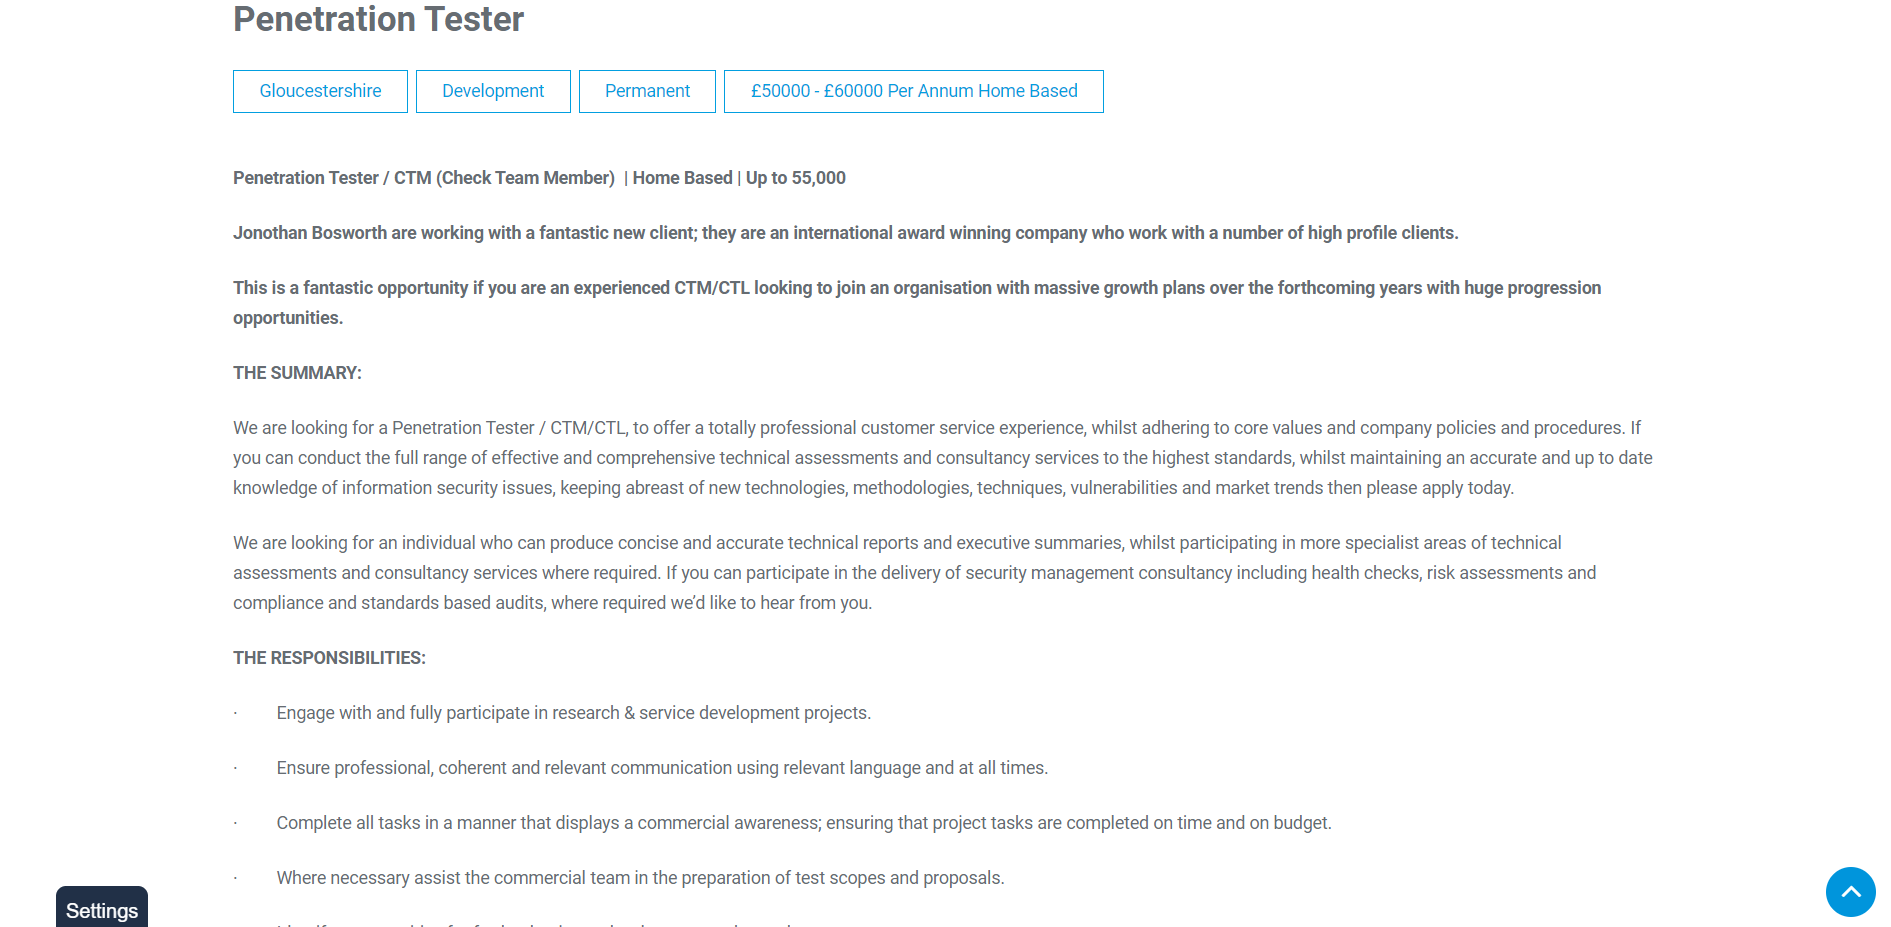 Penetration Tester
Gloucestershire
Development
Permanent
£50000 - £60000 Per Annum Home Based
Penetration Tester / CTM (Check Team Member)  | Home Based | Up to 55,000
Jonothan Bosworth are working with a fantastic new client; they are an international award winning company who work with a number of high profile clients.
This is a fantastic opportunity if you are an experienced CTM/CTL looking to join an organisation with massive growth plans over the forthcoming years with huge progression
opportunities.
THE SUMMARY:
We are looking for a Penetration Tester / CTM/CTL, to offer a totally professional customer service experience, whilst adhering to core values and company policies and procedures. If
you can conduct the full range of effective and comprehensive technical assessments and consultancy services to the highest standards, whilst maintaining an accurate and up to date
knowledge of information security issues, keeping abreast of new technologies, methodologies, techniques, vulnerabilities and market trends then please apply today.
We are looking for an individual who can produce concise and accurate technical reports and executive summaries, whilst participating in more specialist areas of technical
assessments and consultancy services where required. If you can participate in the delivery of security management consultancy including health checks, risk assessments and
compliance and standards based audits, where required we’d like to hear from you.
THE RESPONSIBILITIES:
· Engage with and fully participate in research & service development projects.
· Ensure professional, coherent and relevant communication using relevant language and at all times.
· Complete all tasks in a manner that displays a commercial awareness; ensuring that project tasks are completed on time and on budget.
· Where necessary assist the commercial team in the preparation of test scopes and proposals.
Settings